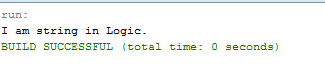 run:
I am string in Logic.
BUILD SUCCESSFUL (total time: 0 seconds)